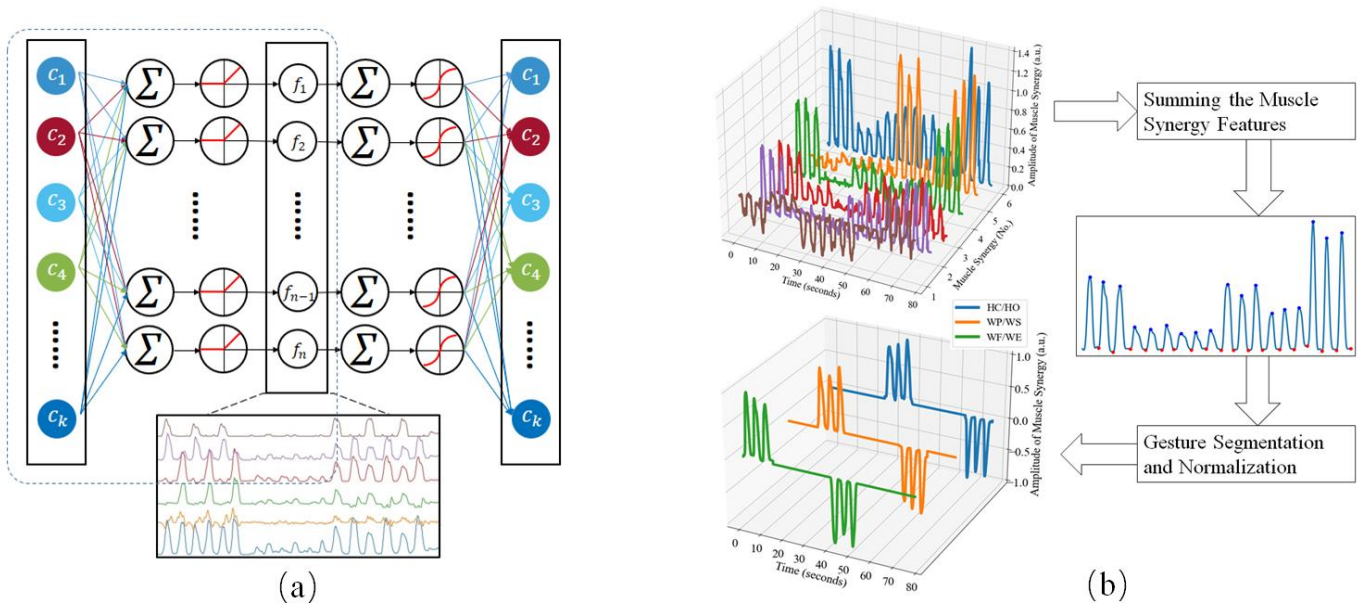 c₁
c₂
c₃
c₄
cₖ
Σ
Σ
Σ
Σ
f₁
f₂
fₙ₋₁
fₙ
Σ
Σ
Σ
Σ
c₁
c₂
c₃
c₄
cₖ
(a)
Amplitude of Muscle Synergy (a.u.)
1.4
1.2
1.0
0.8
0.6
0.4
0.2
0.0
Muscle Synergy (No.)
6
5
4
3
2
1
Time (seconds)
0
10
20
30
40
50
60
70
80
HC/HO
WP/WS
WF/WE
Amplitude of Muscle Synergy (a.u.)
1.0
0.5
0.0
-0.5
-1.0
Time (seconds)
0
10
20
30
40
50
60
70
80
Summing the Muscle
Synergy Features
Gesture Segmentation
and Normalization
(b)